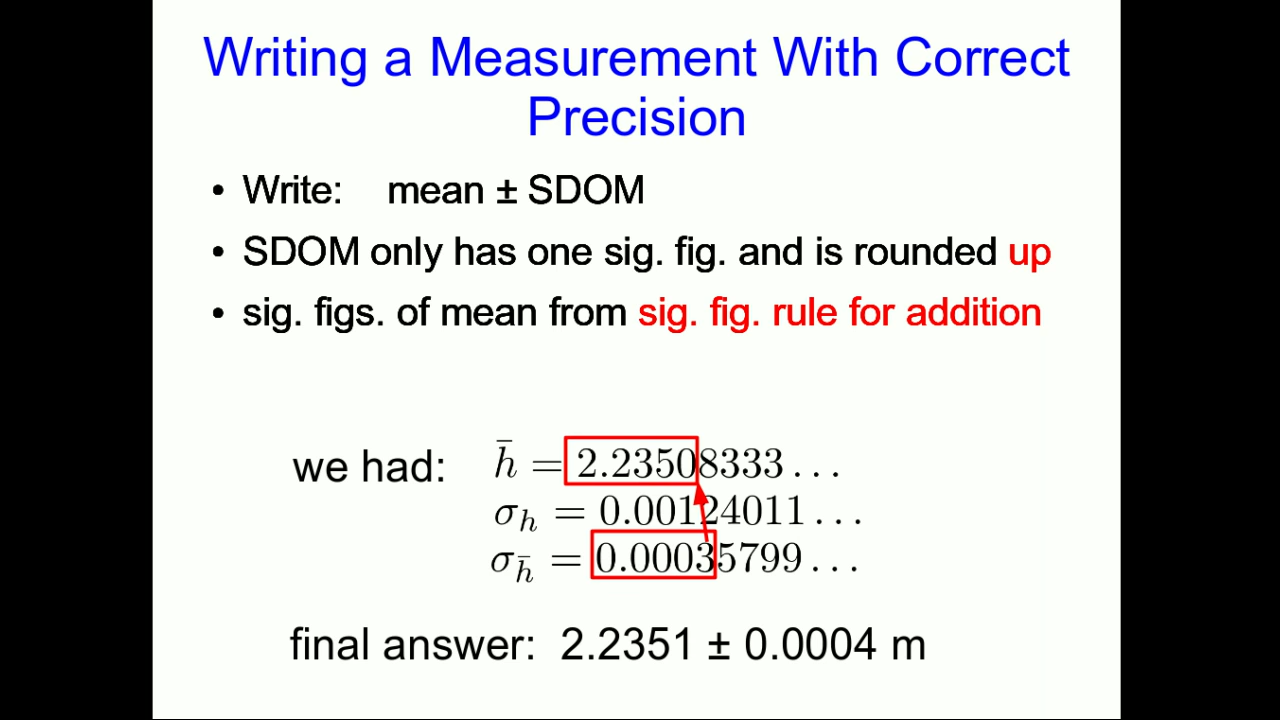 Writing a Measurement With Correct
Precision
• Write: mean ± SDOM
• SDOM only has one sig. fig. and is rounded up
• sig. figs. of mean from sig. fig. rule for addition
we had: h̄ = 2.23508333...
σₕ = 0.00124011...
σ_h̄ = 0.00035799...
final answer: 2.2351 ± 0.0004 m